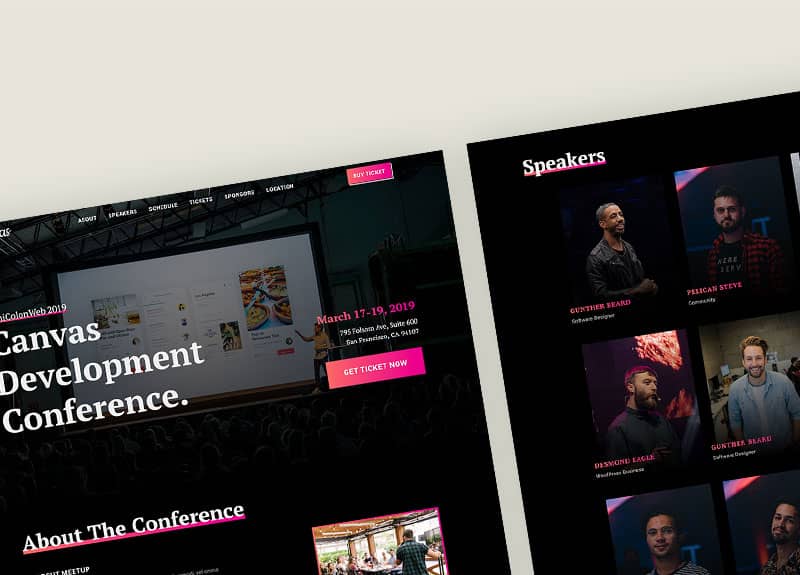 ABOUT SPEAKERS SCHEDULE TICKETS SPONSORS LOCATION
BUY TICKET
2019
Canvas
Development
Conference.
March 17-19, 2019
795 Folsom Ave, Suite 600
San Francisco, CA 94107
GET TICKET NOW
About The Conference
MEETUP
Speakers
GUNTHER BEARD
Software Designer
PELICAN STEVE
Community
HERE
SERV
DESMOND EAGLE
WordPress Business
GUNTHER BEARD
Software Designer